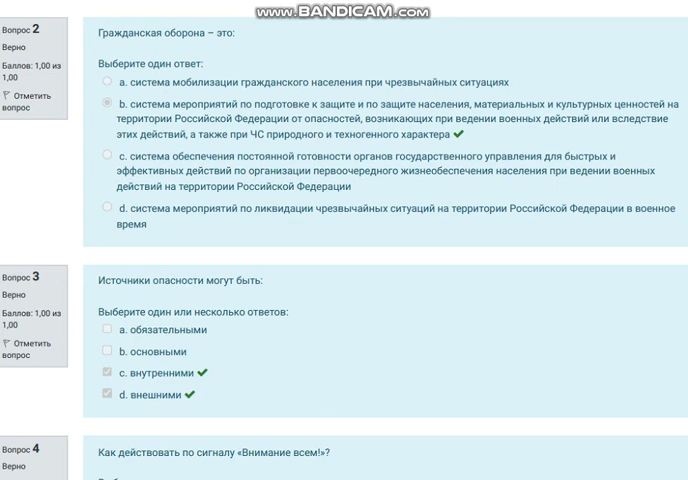 www.BANDICAM.com
Вопрос 2
Верно
Баллов: 1,00 из
1,00
Отметить
вопрос
Гражданская оборона – это:
Выберите один ответ:
a. система мобилизации гражданского населения при чрезвычайных ситуациях
b. система мероприятий по подготовке к защите и по защите населения, материальных и культурных ценностей на
территории Российской Федерации от опасностей, возникающих при ведении военных действий или вследствие
этих действий, а также при ЧС природного и техногенного характера
c. система обеспечения постоянной готовности органов государственного управления для быстрых и
эффективных действий по организации первоочередного жизнеобеспечения населения при ведении военных
действий на территории Российской Федерации
d. система мероприятий по ликвидации чрезвычайных ситуаций на территории Российской Федерации в военное
время
Вопрос 3
Верно
Баллов: 1,00 из
1,00
Отметить
вопрос
Источники опасности могут быть:
Выберите один или несколько ответов:
a. обязательными
b. основными
c. внутренними
d. внешними
Вопрос 4
Верно
Как действовать по сигналу «Внимание всем!»?